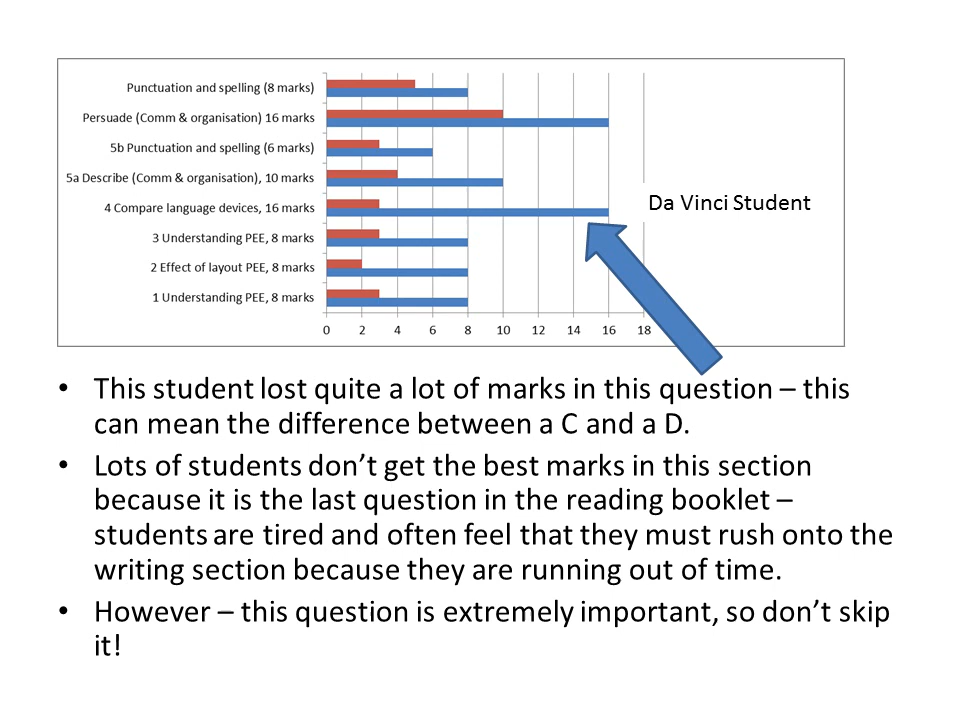 Punctuation and spelling (8 marks)
Persuade (Comm & organisation) 16 marks
5b Punctuation and spelling (6 marks)
5a Describe (Comm & organisation), 10 marks
4 Compare language devices, 16 marks
3 Understanding PEE, 8 marks
2 Effect of layout PEE, 8 marks
1 Understanding PEE, 8 marks
0 2 4 6 8 10 12 14 16 18
Da Vinci Student
• This student lost quite a lot of marks in this question – this
can mean the difference between a C and a D.
• Lots of students don’t get the best marks in this section
because it is the last question in the reading booklet –
students are tired and often feel that they must rush onto the
writing section because they are running out of time.
• However – this question is extremely important, so don’t skip
it!